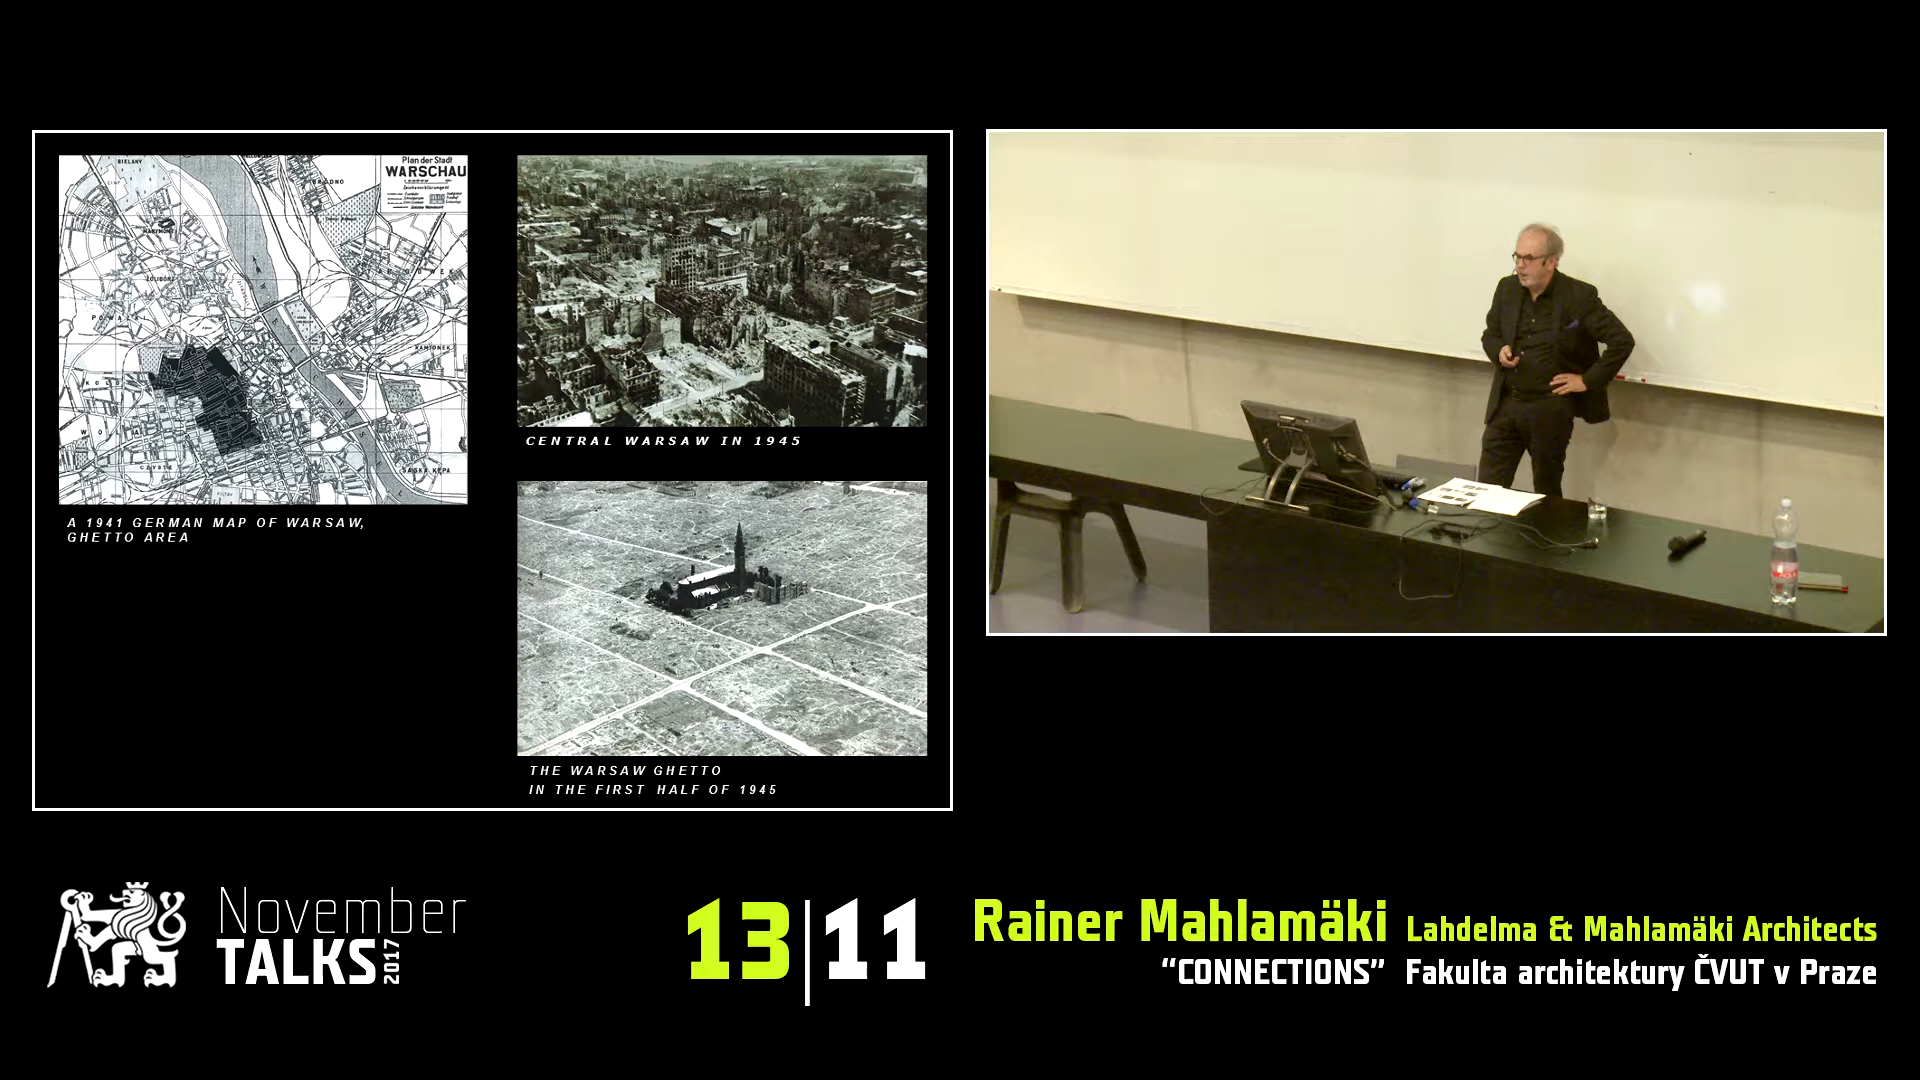 BIELANY
Plan der Stadt
WARSCHAU
Zeichenerklärungen
A 1941 GERMAN MAP OF WARSAW,
GHETTO AREA
CENTRAL WARSAW IN 1945
THE WARSAW GHETTO
IN THE FIRST HALF OF 1945
November
TALKS 2017
13|11
Rainer Mahlamäki Lahdelma & Mahlamäki Architects
“CONNECTIONS” Fakulta architektury ČVUT v Praze